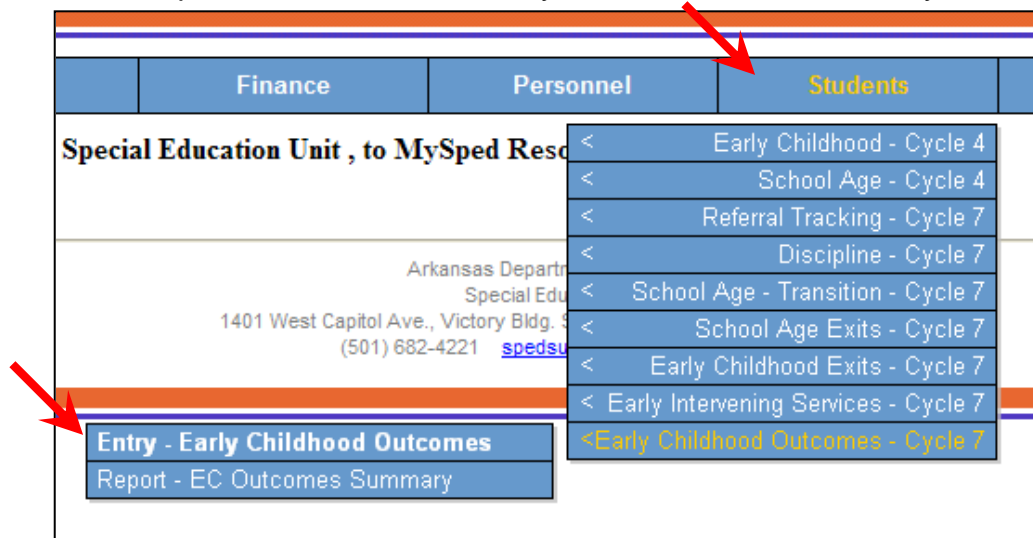 Finance Personnel Students
Special Education Unit , to MySped Reso
< Early Childhood - Cycle 4
< School Age - Cycle 4
< Referral Tracking - Cycle 7
< Discipline - Cycle 7
< School Age - Transition - Cycle 7
< School Age Exits - Cycle 7
< Early Childhood Exits - Cycle 7
< Early Intervening Services - Cycle 7
<Early Childhood Outcomes - Cycle 7
Arkansas Departm
Special Edu
1401 West Capitol Ave., Victory Bldg. S
(501) 682-4221 spedsu
Entry - Early Childhood Outcomes
Report - EC Outcomes Summary